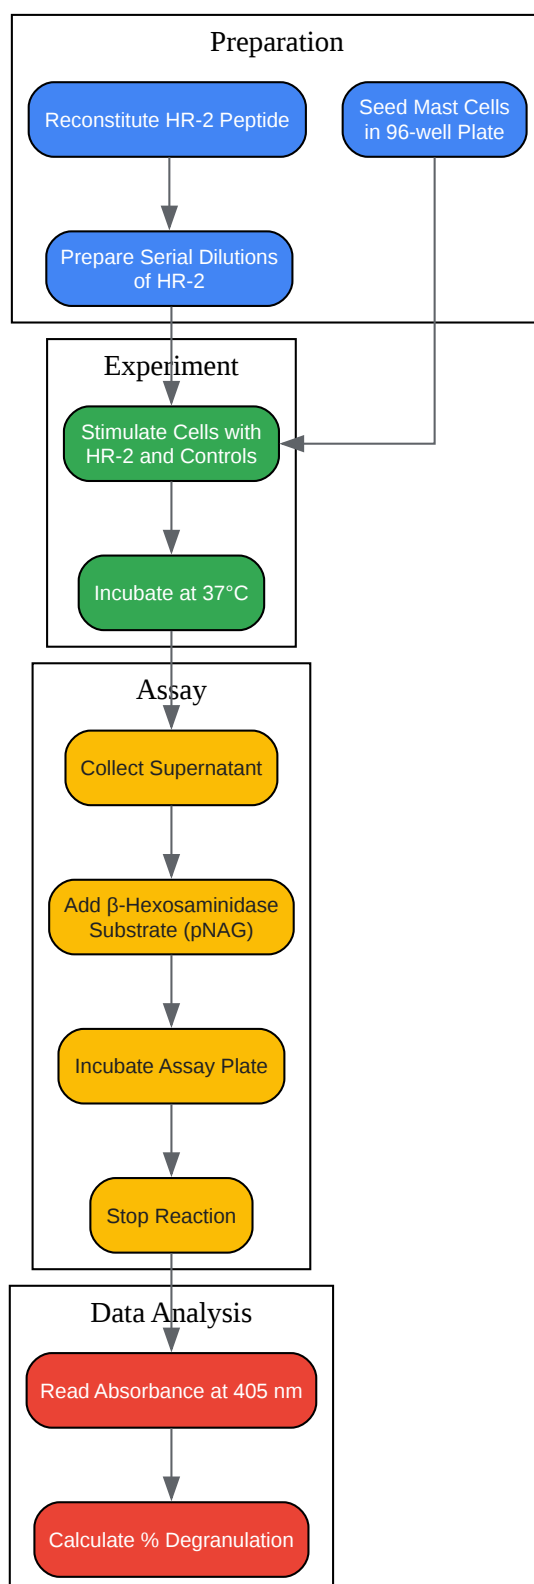 Preparation
Reconstitute HR-2 Peptide
Seed Mast Cells
in 96-well Plate
Prepare Serial Dilutions
of HR-2
Experiment
Stimulate Cells with
HR-2 and Controls
Incubate at 37°C
Assay
Collect Supernatant
Add β-Hexosaminidase
Substrate (pNAG)
Incubate Assay Plate
Stop Reaction
Data Analysis
Read Absorbance at 405 nm
Calculate % Degranulation